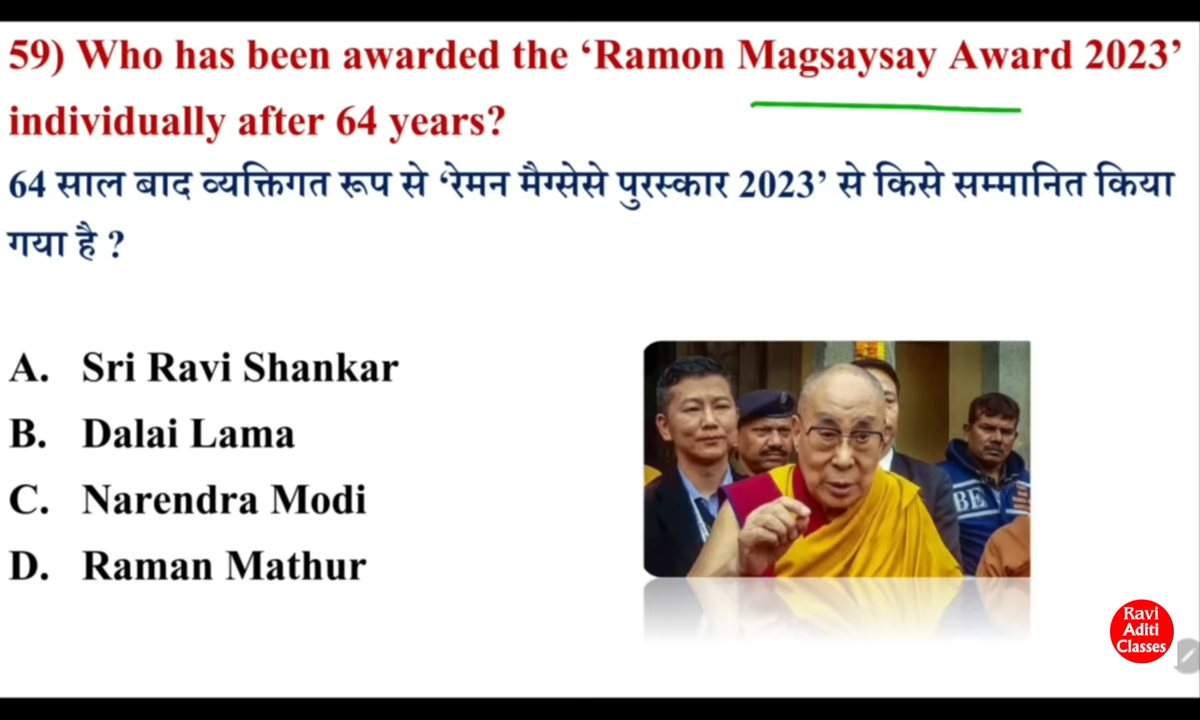 59) Who has been awarded the ‘Ramon Magsaysay Award 2023’
individually after 64 years?
64 साल बाद व्यक्तिगत रूप से ‘रेमन मैग्सेसे पुरस्कार 2023’ से किसे सम्मानित किया
गया है ?
A. Sri Ravi Shankar
B. Dalai Lama
C. Narendra Modi
D. Raman Mathur
BE
Ravi
Aditi
Classes